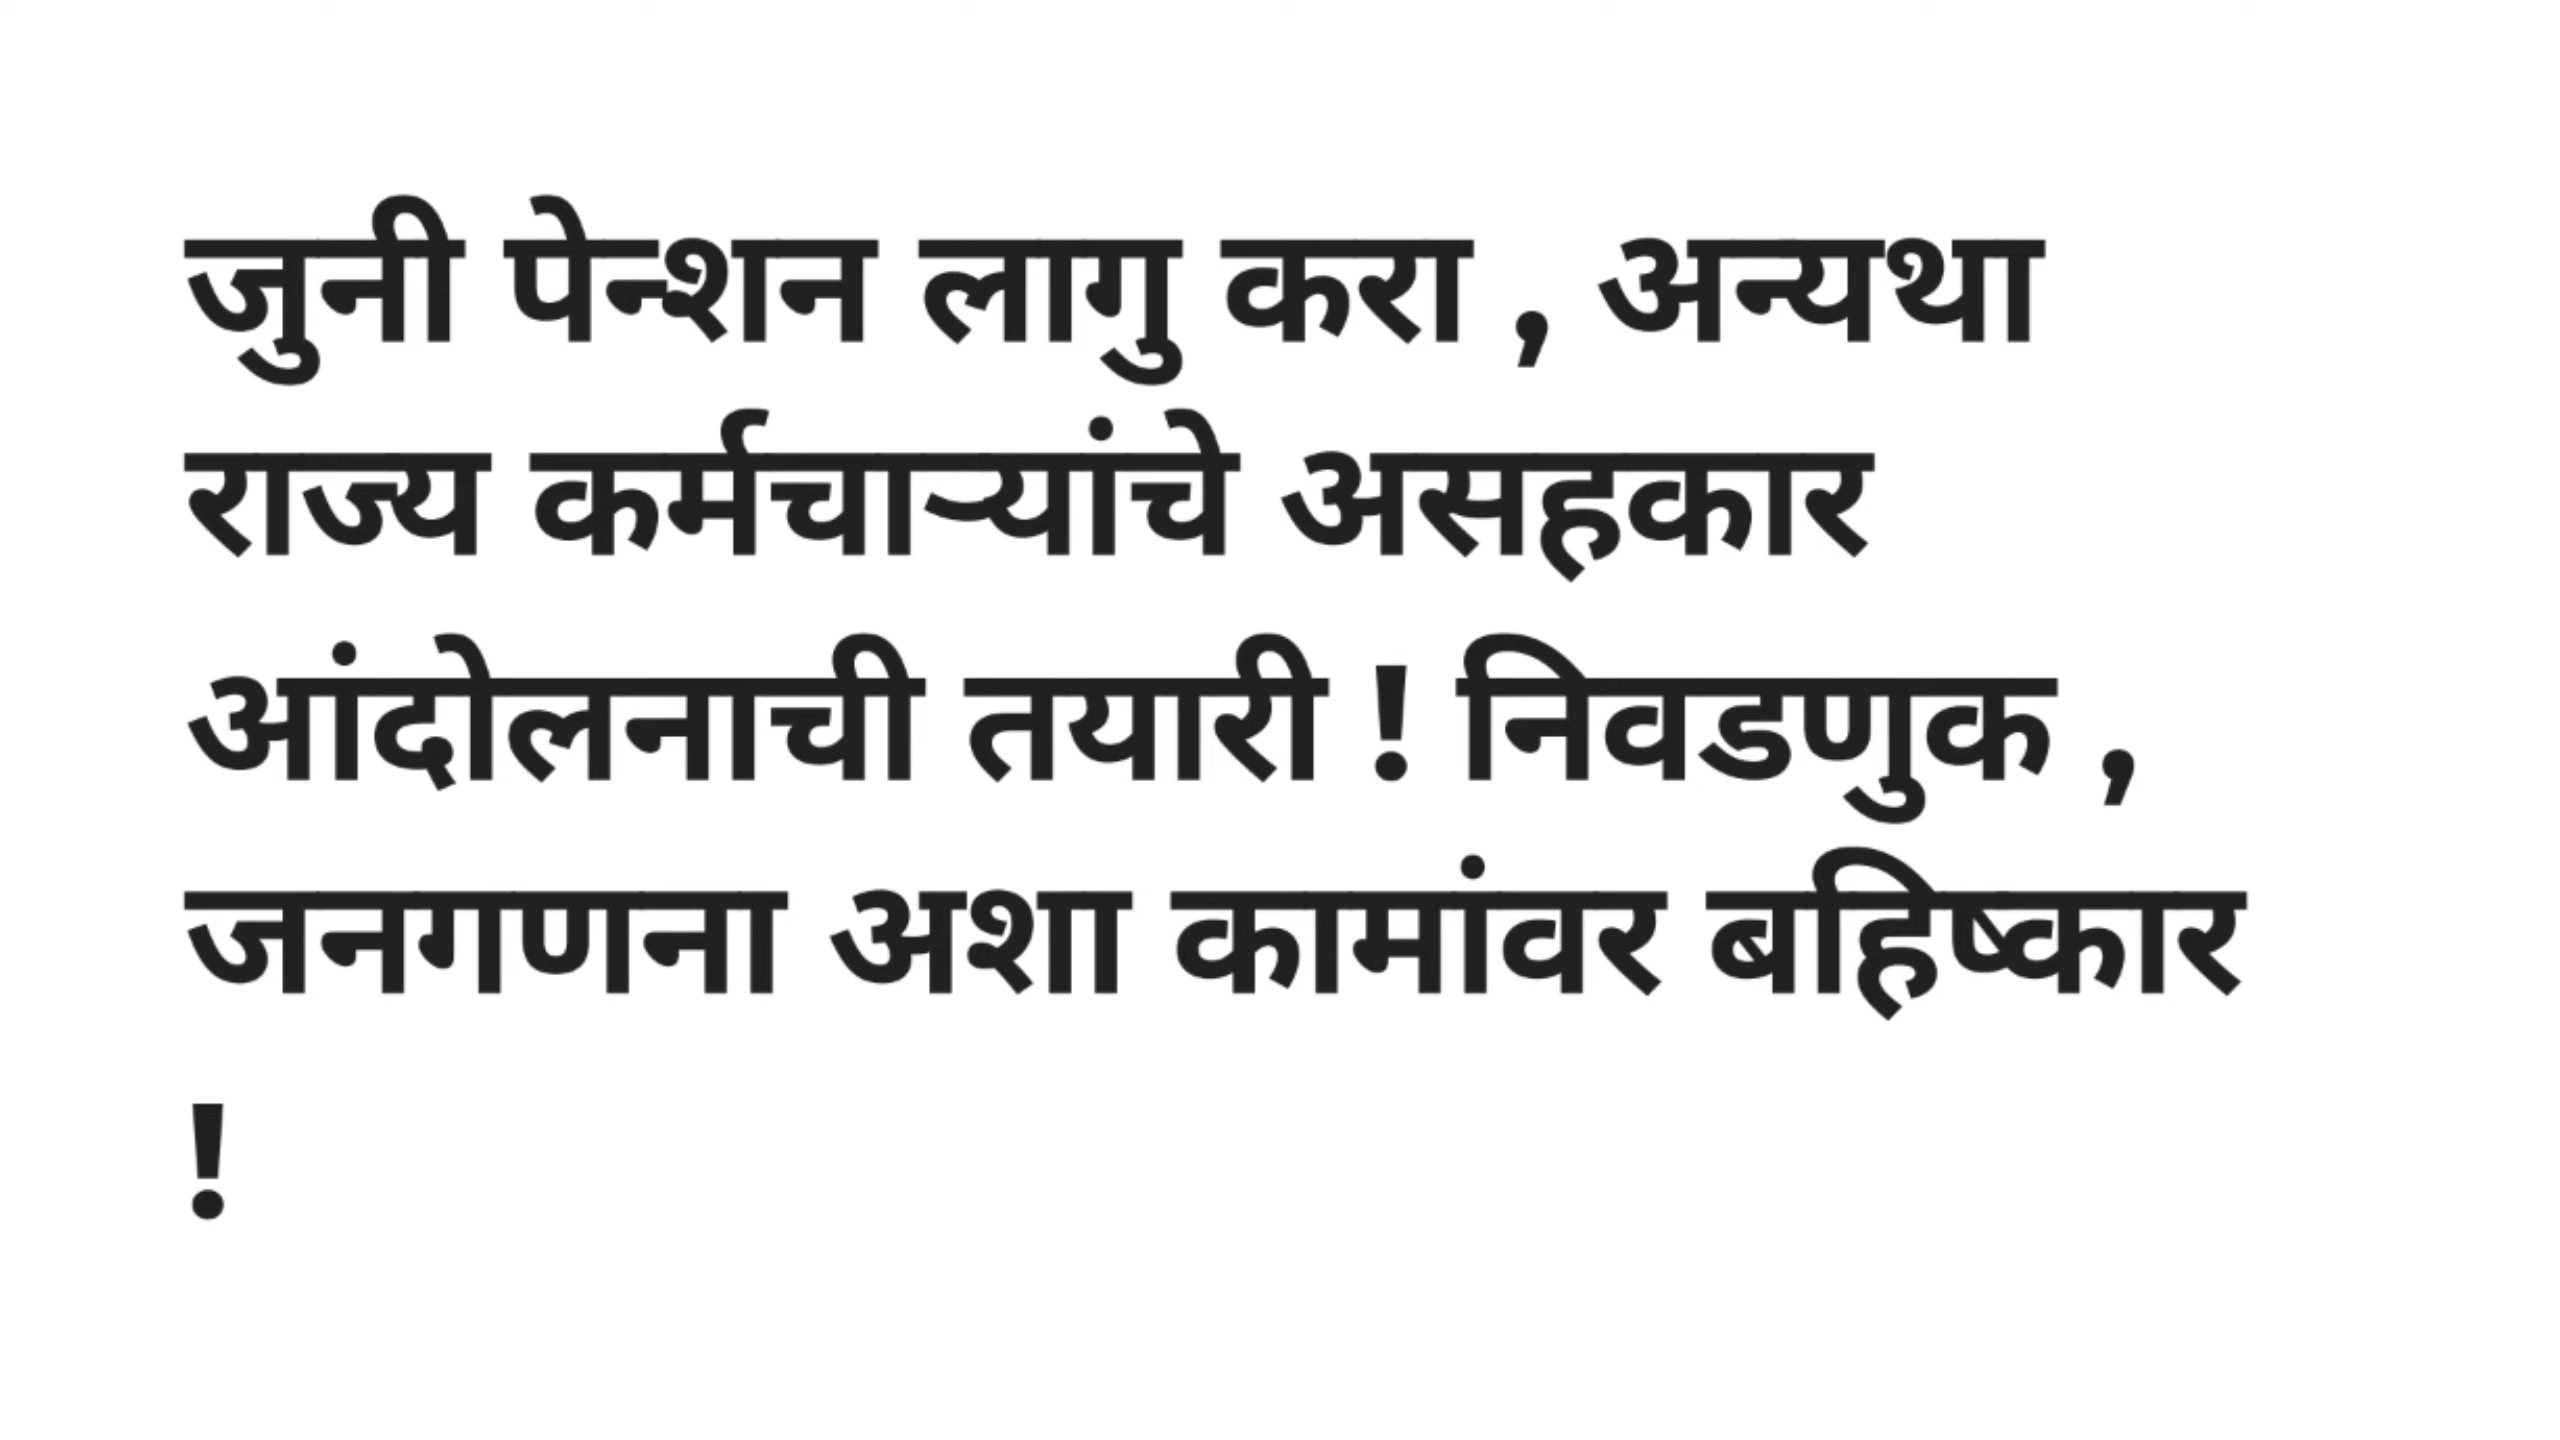 जुनी पेन्शन लागु करा , अन्यथा
राज्य कर्मचाऱ्यांचे असहकार
आंदोलनाची तयारी ! निवडणुक ,
जनगणना अशा कामांवर बहिष्कार
!